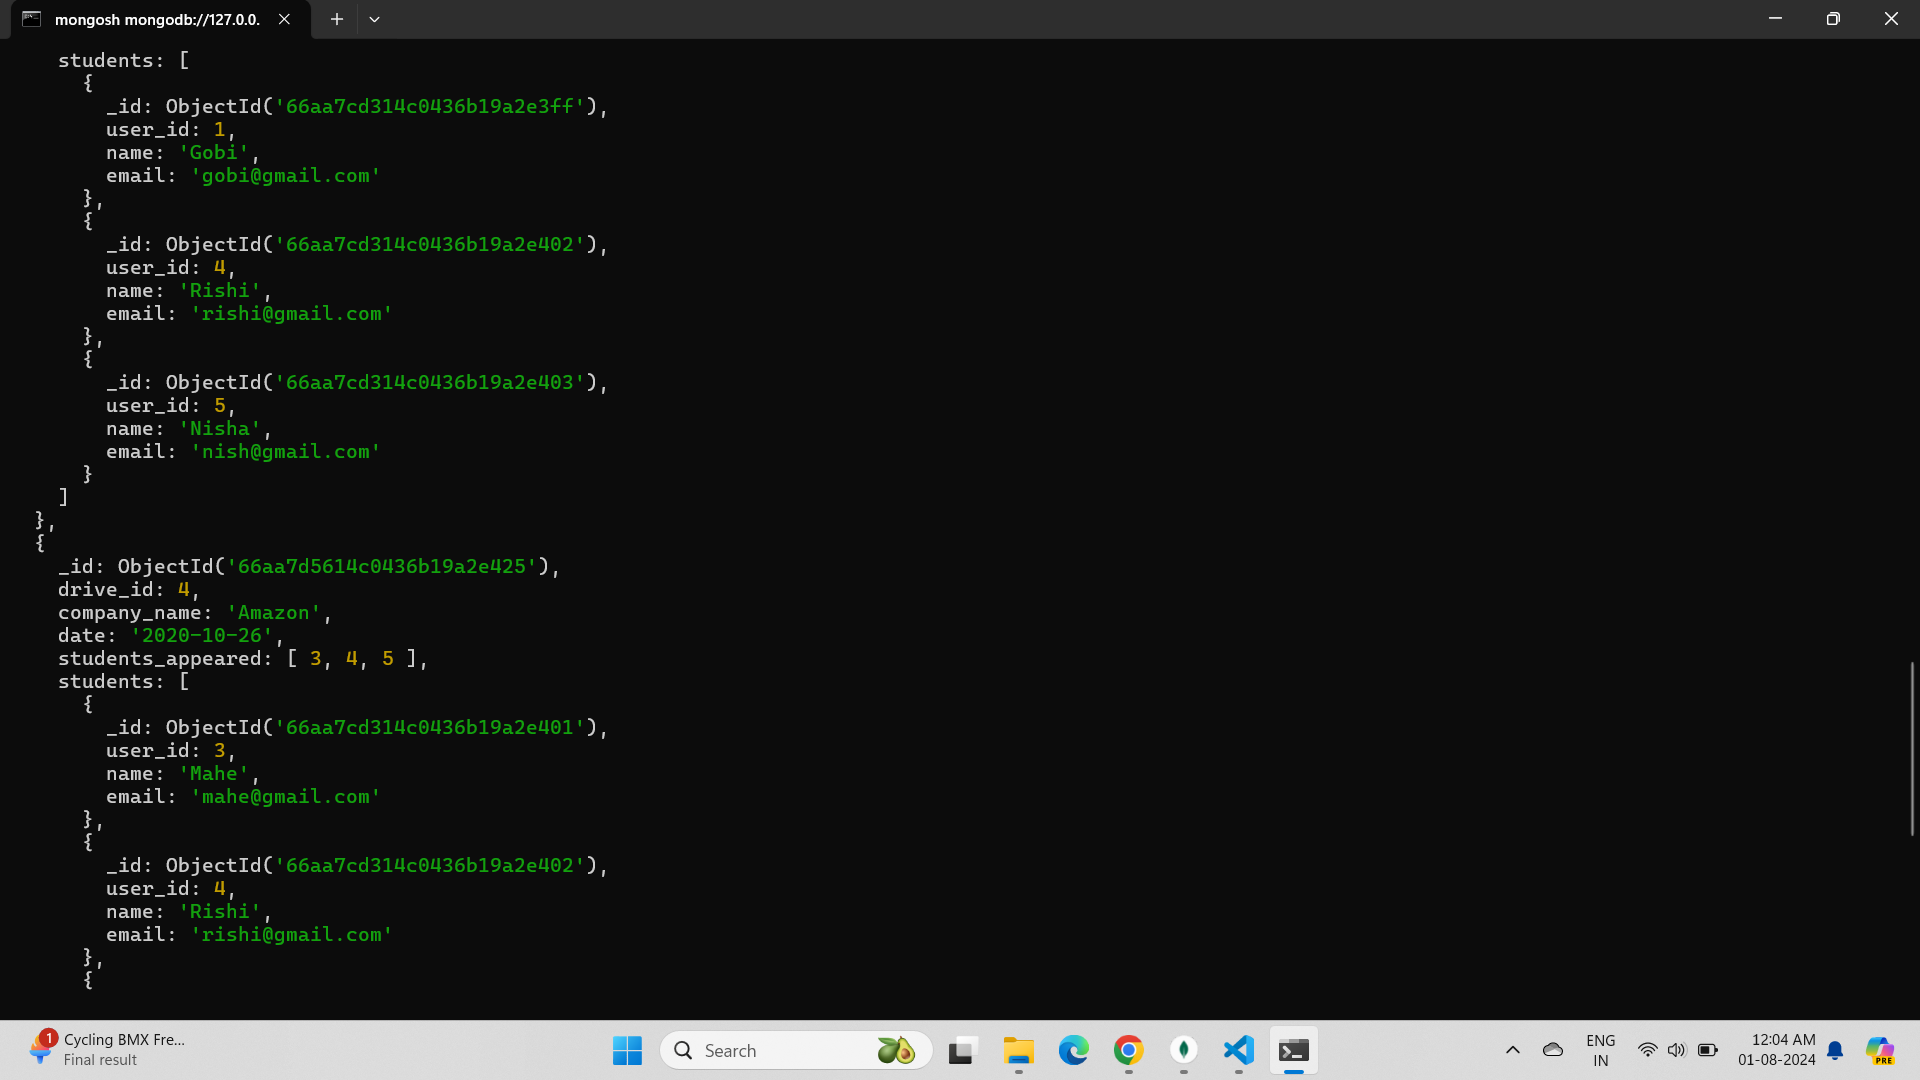 mongosh mongodb://127.0.0.
students: [
{
_id: ObjectId('66aa7cd314c0436b19a2e3ff'),
user_id: 1,
name: 'Gobi',
email: 'gobi@gmail.com'
},
{
_id: ObjectId('66aa7cd314c0436b19a2e402'),
user_id: 4,
name: 'Rishi',
email: 'rishi@gmail.com'
},
{
_id: ObjectId('66aa7cd314c0436b19a2e403'),
user_id: 5,
name: 'Nisha',
email: 'nish@gmail.com'
}
]
},
{
_id: ObjectId('66aa7d5614c0436b19a2e425'),
drive_id: 4,
company_name: 'Amazon',
date: '2020-10-26',
students_appeared: [ 3, 4, 5 ],
students: [
{
_id: ObjectId('66aa7cd314c0436b19a2e401'),
user_id: 3,
name: 'Mahe',
email: 'mahe@gmail.com'
},
{
_id: ObjectId('66aa7cd314c0436b19a2e402'),
user_id: 4,
name: 'Rishi',
email: 'rishi@gmail.com'
},
{
1
Cycling BMX Fre...
Final result
Search
ENG
IN
12:04 AM
01-08-2024
PRE